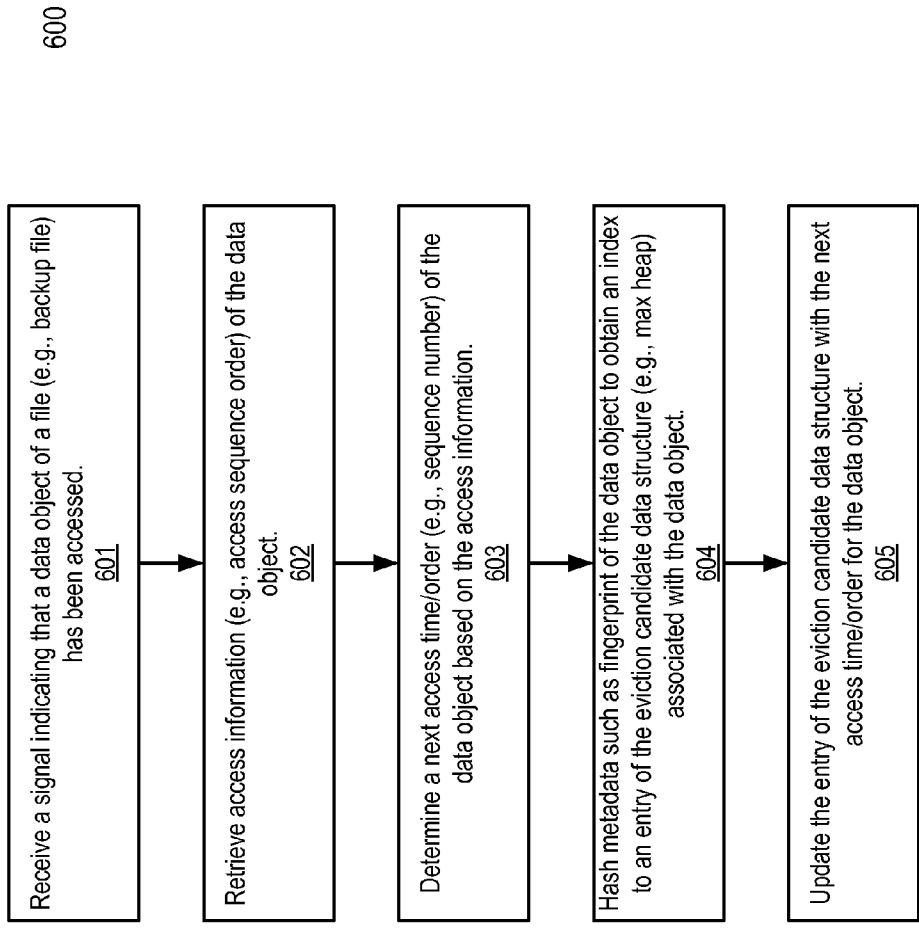 600
Receive a signal indicating that a data object of a file (e.g., backup file)
has been accessed.
601
Retrieve access information (e.g., access sequence order) of the data
object.
602
Determine a next access time/order (e.g., sequence number) of the
data object based on the access information.
603
Hash metadata such as fingerprint of the data object to obtain an index
to an entry of the eviction candidate data structure (e.g., max heap)
associated with the data object.
604
Update the entry of the eviction candidate data structure with the next
access time/order for the data object.
605